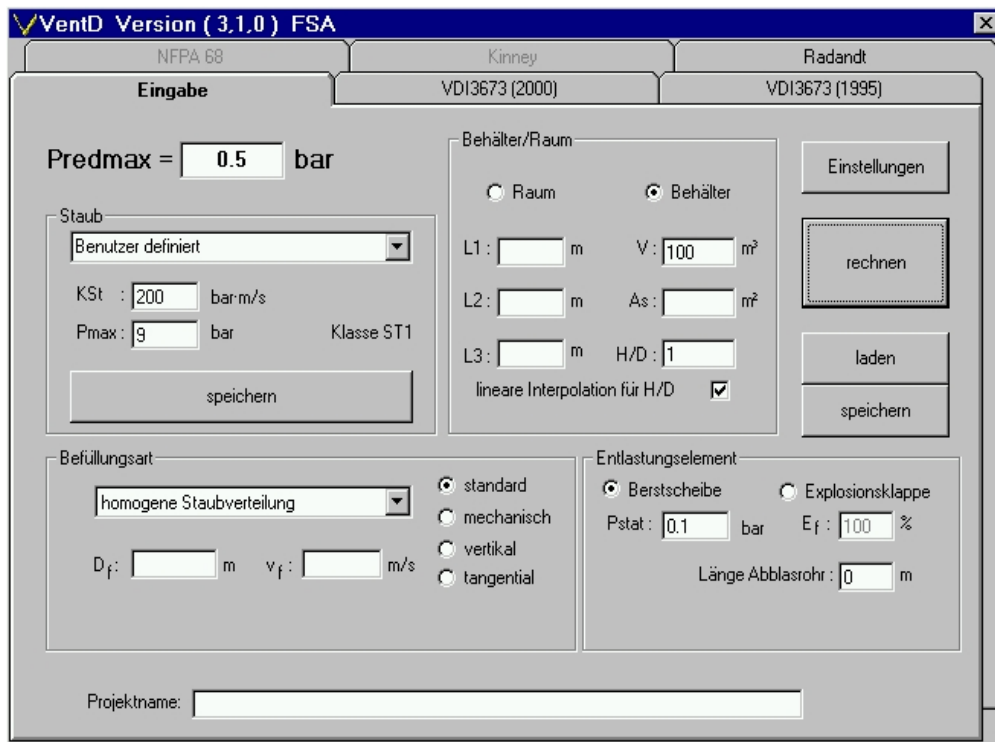 VentD Version ( 3,1,0 ) FSA
NFPA 68
Kinney
Radandt
Eingabe
VDI3673 (2000)
VDI3673 (1995)
Predmax = 0.5 bar
Staub
Benutzer definiert
KSt : 200 bar·m/s
Pmax : 9 bar Klasse ST1
speichern
Behälter/Raum
Raum Behälter
L1 : m V : 100 m³
L2 : m As : m²
L3 : m H/D : 1
lineare Interpolation für H/D
Einstellungen
rechnen
laden
speichern
Befüllungsart
homogene Staubverteilung
standard
mechanisch
vertikal
tangential
Df : m vf : m/s
Entlastungselement
Berstscheibe Explosionsklappe
Pstat : 0.1 bar Ef : 100 %
Länge Abblasrohr : 0 m
Projektname: